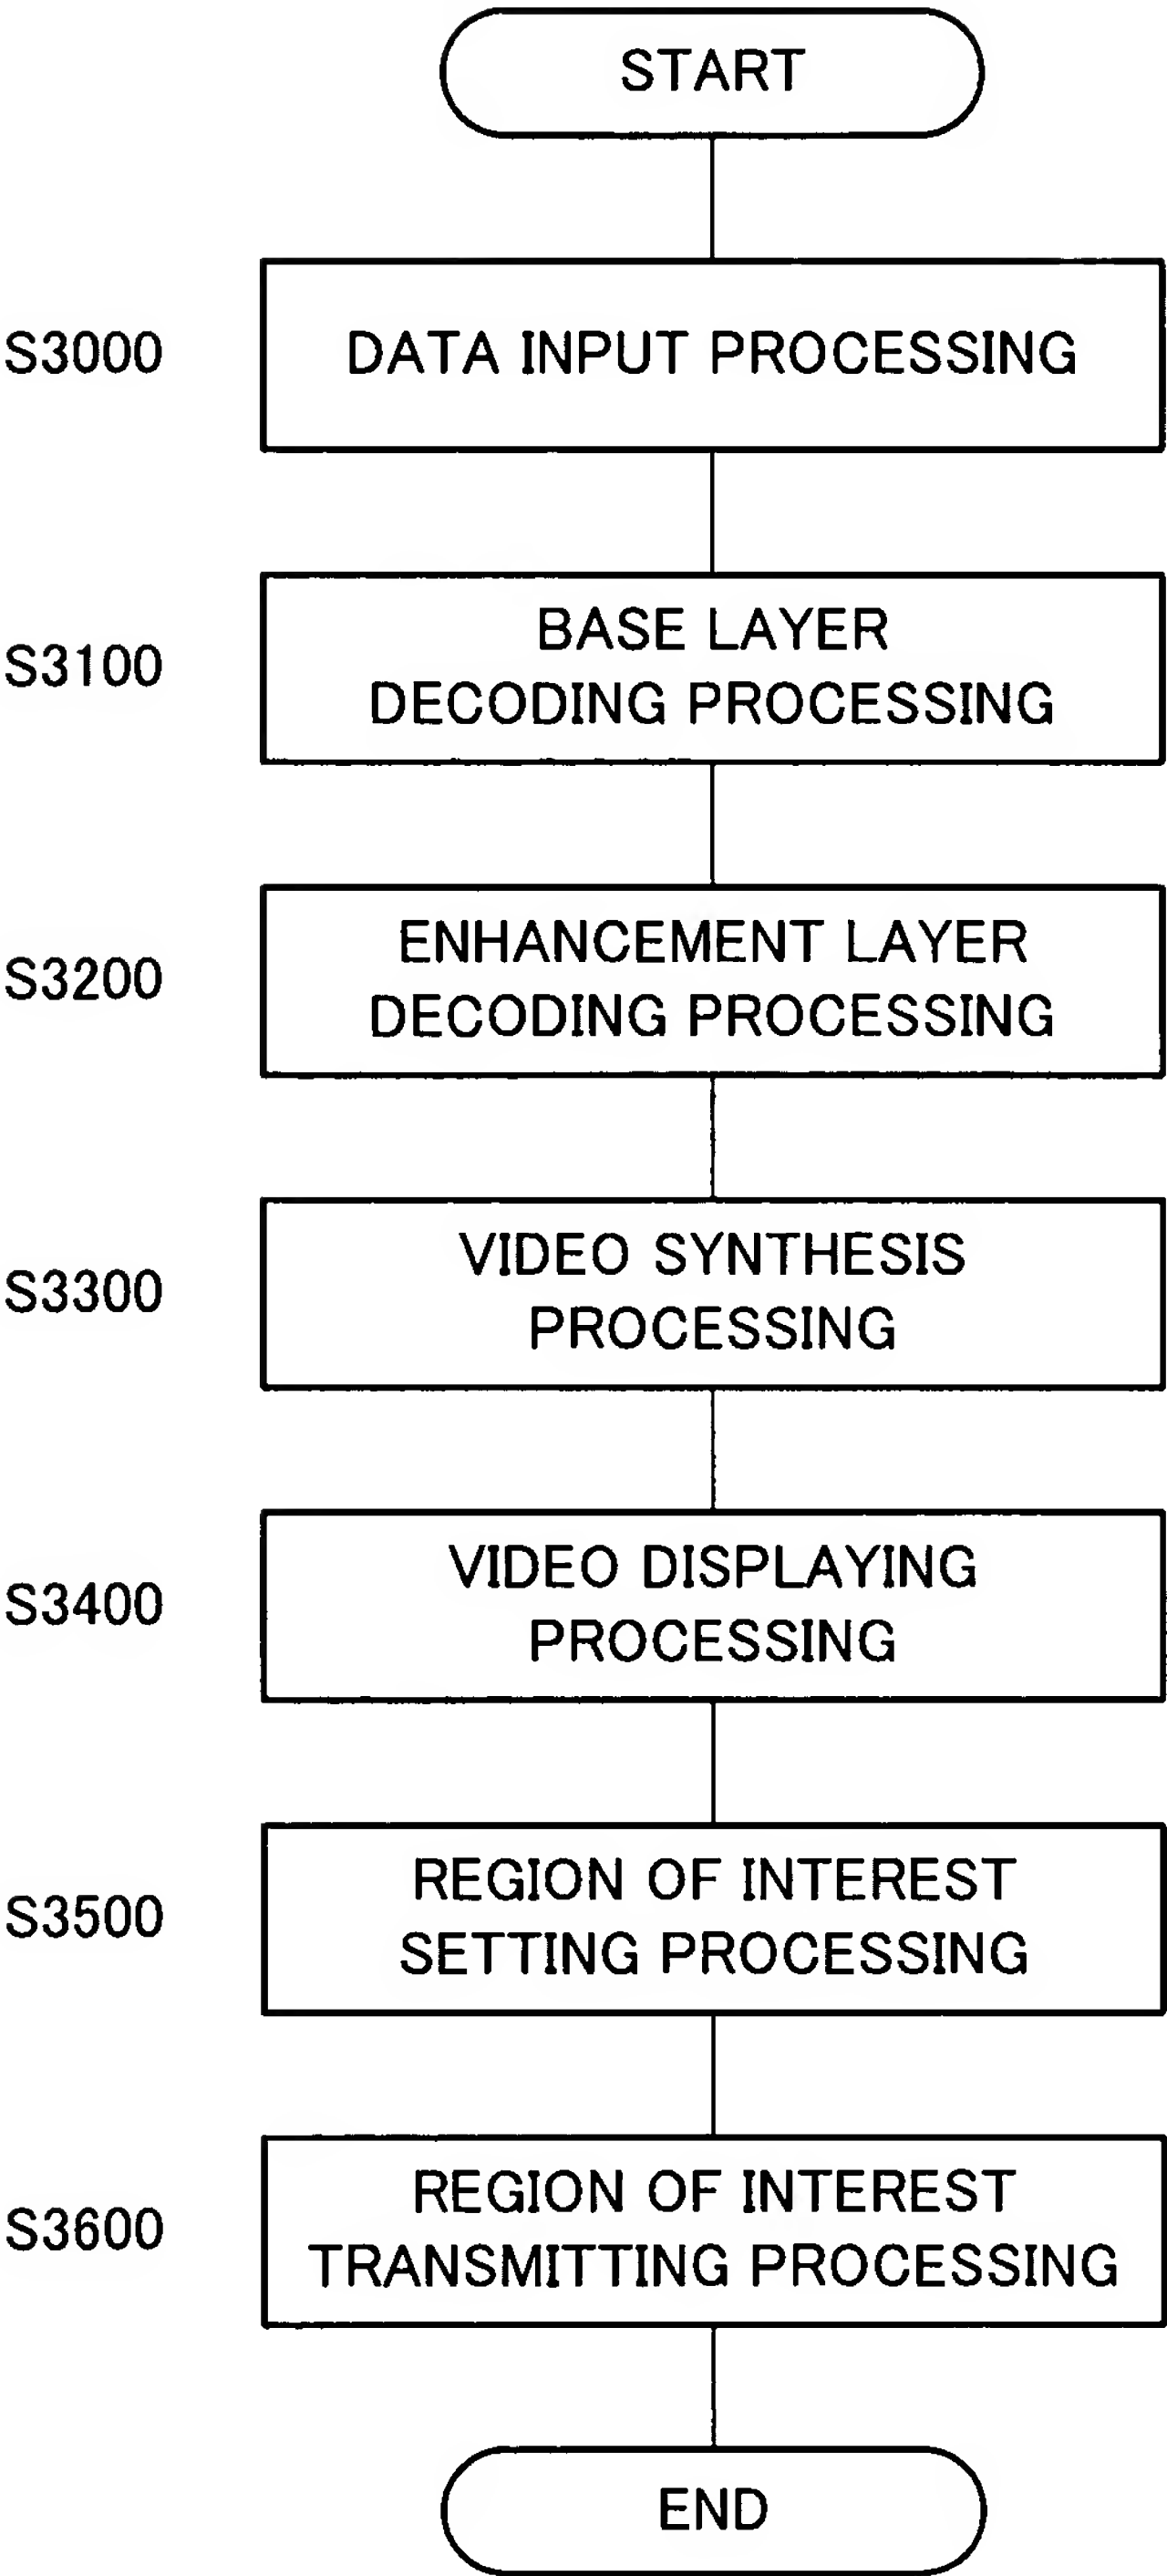 START
S3000
DATA INPUT PROCESSING
S3100
BASE LAYER
DECODING PROCESSING
S3200
ENHANCEMENT LAYER
DECODING PROCESSING
S3300
VIDEO SYNTHESIS
PROCESSING
S3400
VIDEO DISPLAYING
PROCESSING
S3500
REGION OF INTEREST
SETTING PROCESSING
S3600
REGION OF INTEREST
TRANSMITTING PROCESSING
END